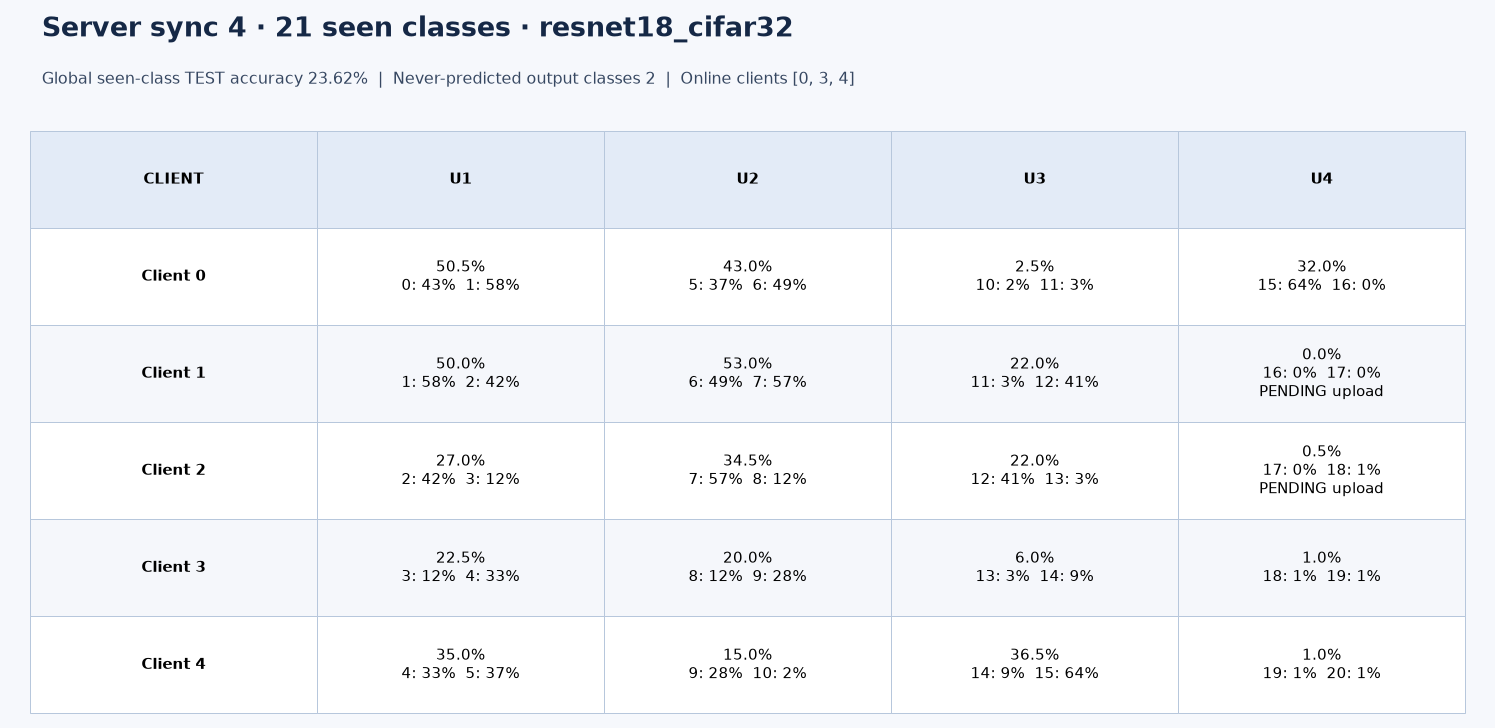 Server sync 4 · 21 seen classes · resnet18_cifar32
Global seen-class TEST accuracy 23.62%  |  Never-predicted output classes 2  |  Online clients [0, 3, 4]
CLIENT  U1  U2  U3  U4
Client 0
50.5%
0: 43%  1: 58%
43.0%
5: 37%  6: 49%
2.5%
10: 2%  11: 3%
32.0%
15: 64%  16: 0%
Client 1
50.0%
1: 58%  2: 42%
53.0%
6: 49%  7: 57%
22.0%
11: 3%  12: 41%
0.0%
16: 0%  17: 0%
PENDING upload
Client 2
27.0%
2: 42%  3: 12%
34.5%
7: 57%  8: 12%
22.0%
12: 41%  13: 3%
0.5%
17: 0%  18: 1%
PENDING upload
Client 3
22.5%
3: 12%  4: 33%
20.0%
8: 12%  9: 28%
6.0%
13: 3%  14: 9%
1.0%
18: 1%  19: 1%
Client 4
35.0%
4: 33%  5: 37%
15.0%
9: 28%  10: 2%
36.5%
14: 9%  15: 64%
1.0%
19: 1%  20: 1%